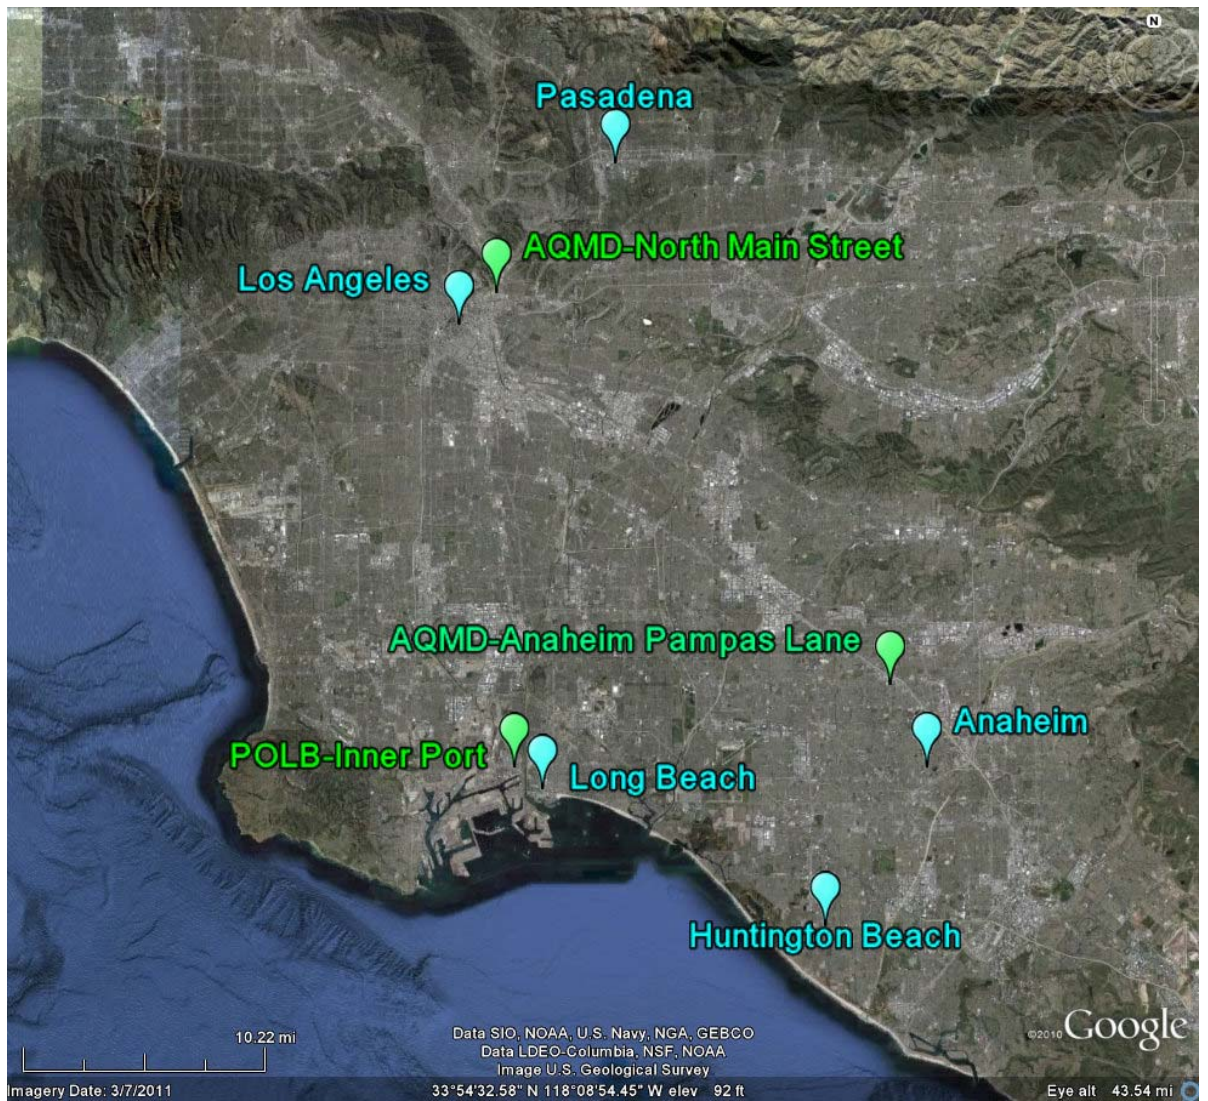 N
Pasadena
AQMD-North Main Street
Los Angeles
AQMD-Anaheim Pampas Lane
Anaheim
POLB-Inner Port
Long Beach
Huntington Beach
10.22 mi
Data SIO, NOAA, U.S. Navy, NGA, GEBCO
Data LDEO-Columbia, NSF, NOAA
Image U.S. Geological Survey
©2010 Google
Imagery Date: 3/7/2011
33°54'32.58" N 118°08'54.45" W elev 92 ft
Eye alt 43.54 mi